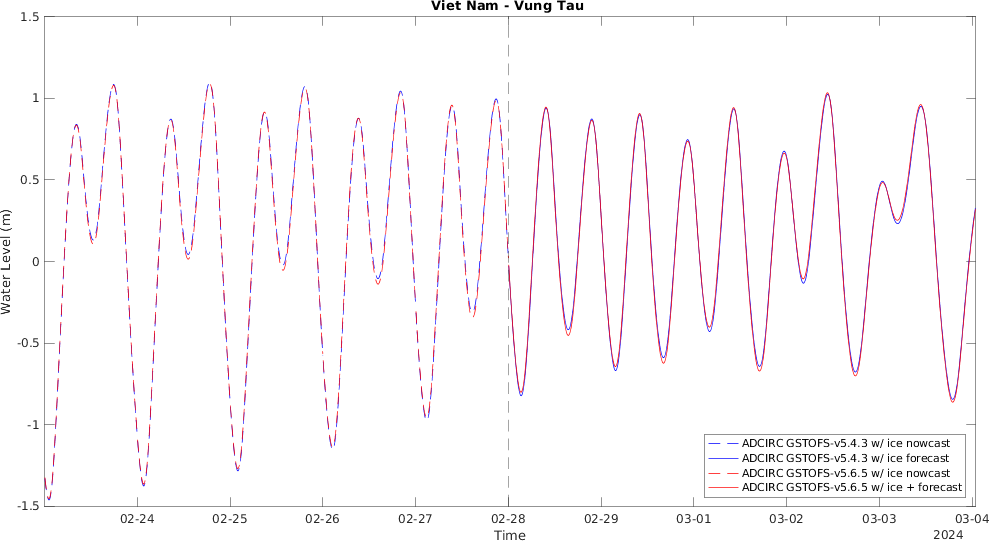 Viet Nam - Vung Tau
1.5
1
0.5
0
-0.5
-1
-1.5
Water Level (m)
02-24 02-25 02-26 02-27 02-28 02-29 03-01 03-02 03-03 03-04
Time
2024
ADCIRC GSTOFS-v5.4.3 w/ ice nowcast
ADCIRC GSTOFS-v5.4.3 w/ ice forecast
ADCIRC GSTOFS-v5.6.5 w/ ice nowcast
ADCIRC GSTOFS-v5.6.5 w/ ice + forecast